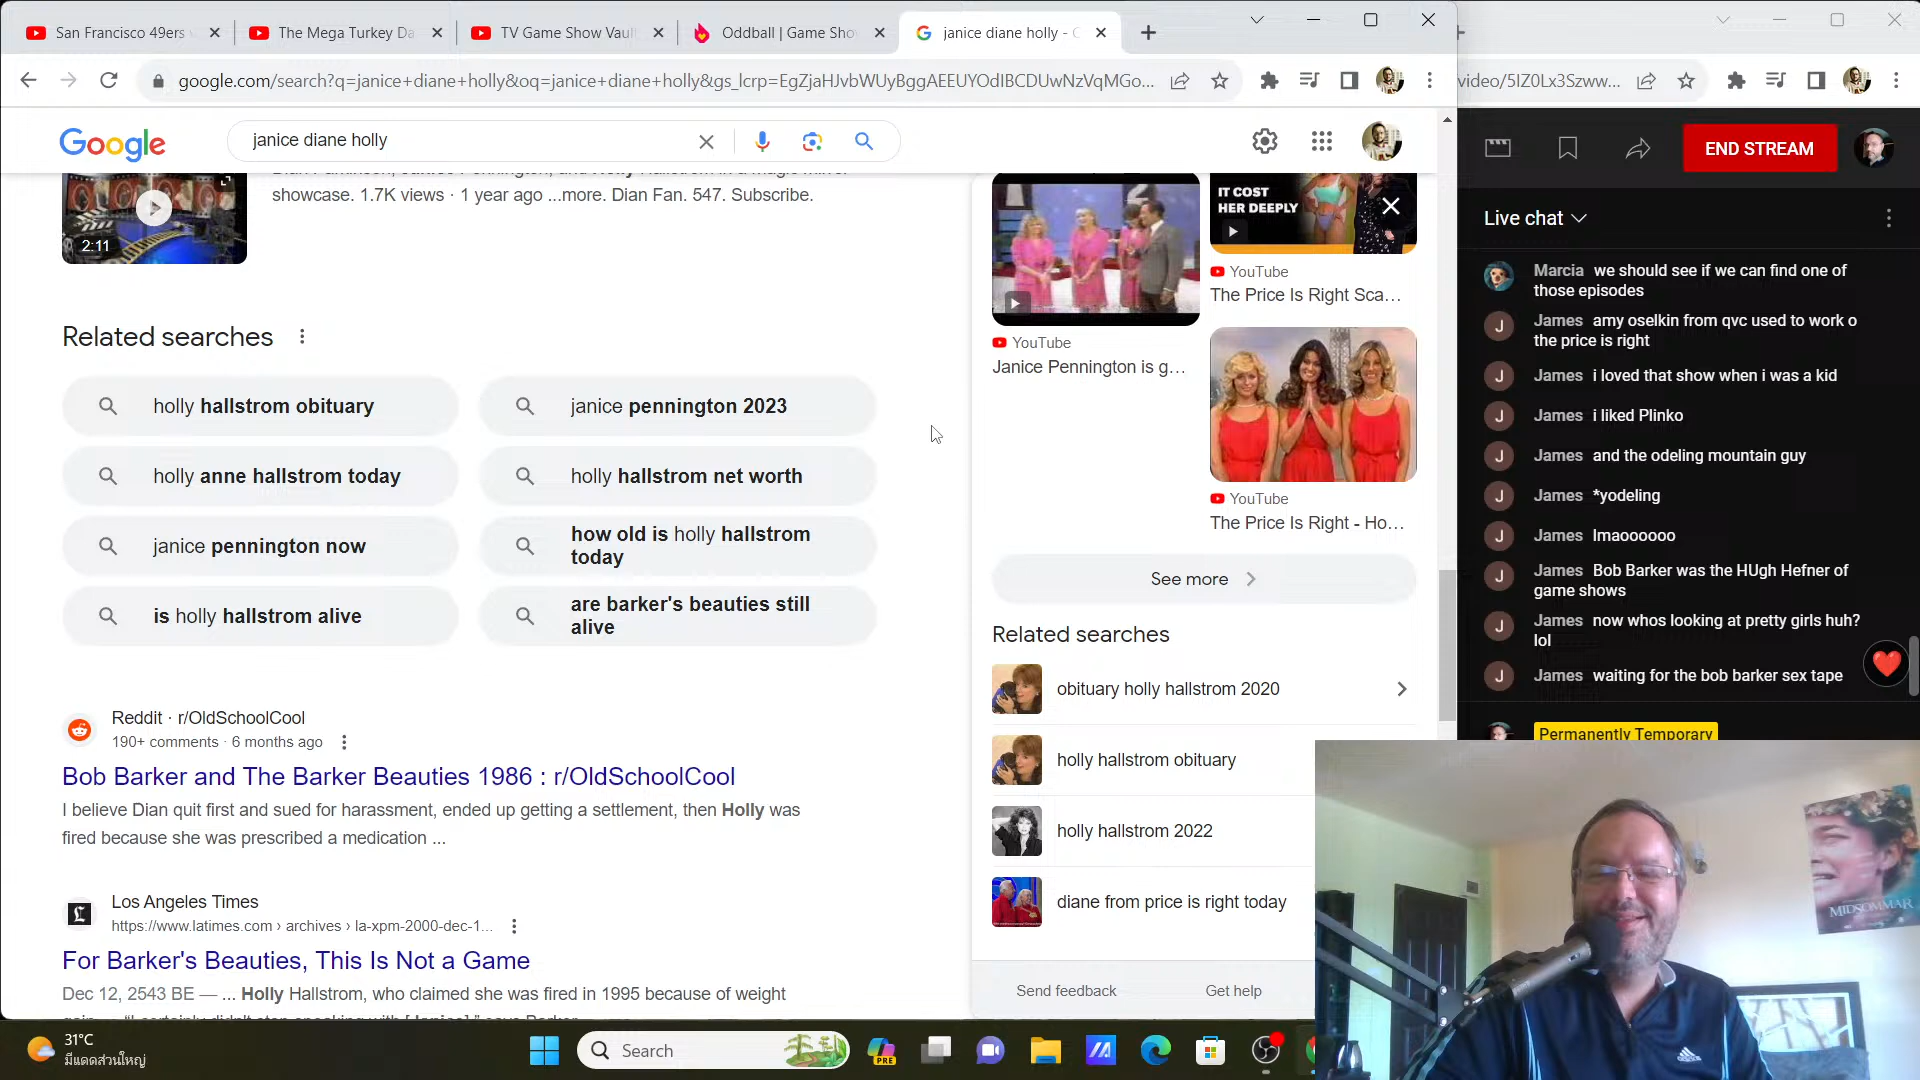 San Francisco 49ers
The Mega Turkey Da
TV Game Show Vaul
Oddball | Game Sho
janice diane holly -
google.com/search?q=janice+diane+holly&oq=janice+diane+holly&gs_lcrp=EgZjaHJvbWUyBggAEEUYOdIBCDUwNzVqMGo...
video/5IZ0Lx3Szww...
Google
janice diane holly
showcase. 1.7K views · 1 year ago ...more. Dian Fan. 547. Subscribe.
2:11
Related searches
holly hallstrom obituary
janice pennington 2023
holly anne hallstrom today
holly hallstrom net worth
janice pennington now
how old is holly hallstrom
today
is holly hallstrom alive
are barker's beauties still
alive
Reddit · r/OldSchoolCool
190+ comments · 6 months ago
Bob Barker and The Barker Beauties 1986 : r/OldSchoolCool
I believe Dian quit first and sued for harassment, ended up getting a settlement, then Holly was
fired because she was prescribed a medication ...
Los Angeles Times
https://www.latimes.com › archives › la-xpm-2000-dec-1...
For Barker's Beauties, This Is Not a Game
Dec 12, 2543 BE — ... Holly Hallstrom, who claimed she was fired in 1995 because of weight
IT COST
HER DEEPLY
YouTube
The Price Is Right Sca...
YouTube
Janice Pennington is g...
YouTube
The Price Is Right - Ho...
See more
Related searches
obituary holly hallstrom 2020
holly hallstrom obituary
holly hallstrom 2022
diane from price is right today
Send feedback
Get help
END STREAM
Live chat
Marcia we should see if we can find one of
those episodes
James amy oselkin from qvc used to work o
the price is right
James i loved that show when i was a kid
James i liked Plinko
James and the odeling mountain guy
James *yodeling
James lmaoooooo
James Bob Barker was the HUgh Hefner of
game shows
James now whos looking at pretty girls huh?
lol
James waiting for the bob barker sex tape
Permanently Temporary
MIDSOMMAR
31°C
มีแดดส่วนใหญ่
Search
PRE